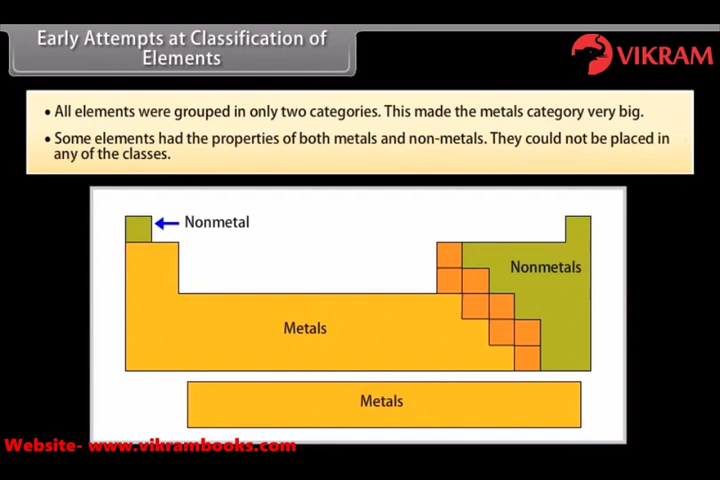 Early Attempts at Classification of
Elements
VIKRAM
• All elements were grouped in only two categories. This made the metals category very big.
• Some elements had the properties of both metals and non-metals. They could not be placed in
any of the classes.
Nonmetal
Nonmetals
Metals
Metals
Website- www.vikrambooks.com